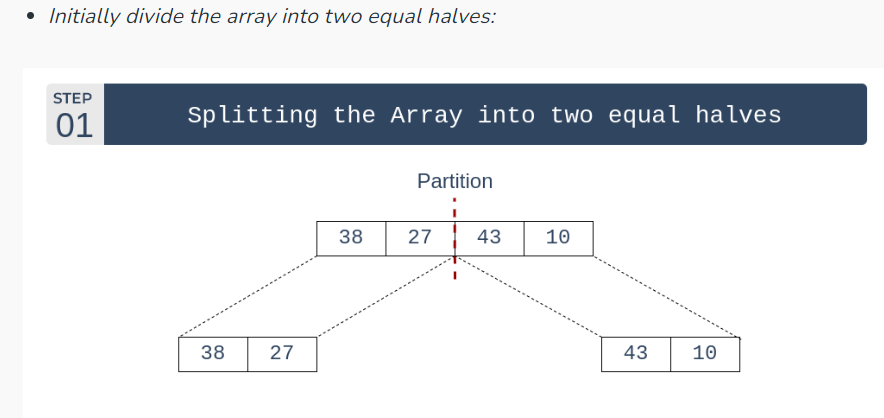 Initially divide the array into two equal halves:
STEP
01
Splitting the Array into two equal halves
Partition
38 27 43 10
38 27 43 10